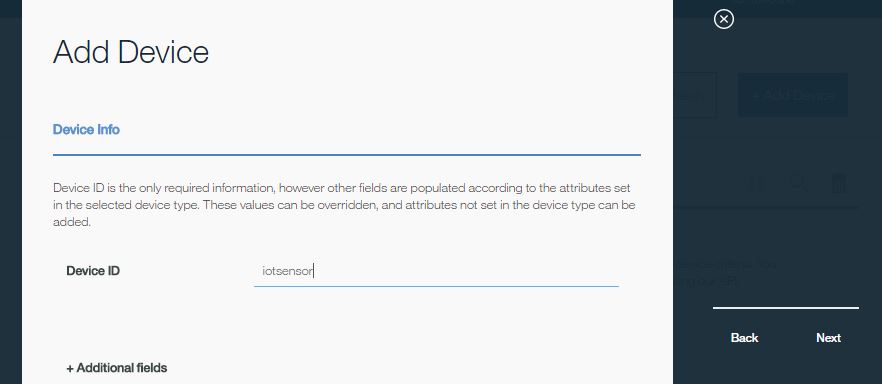 Add Device
Device Info
Device ID is the only required information, however other fields are populated according to the attributes set
in the selected device type. These values can be overridden, and attributes not set in the device type can be
added.
Device ID
iotsensor
+ Additional fields
+ Add Device
Back
Next